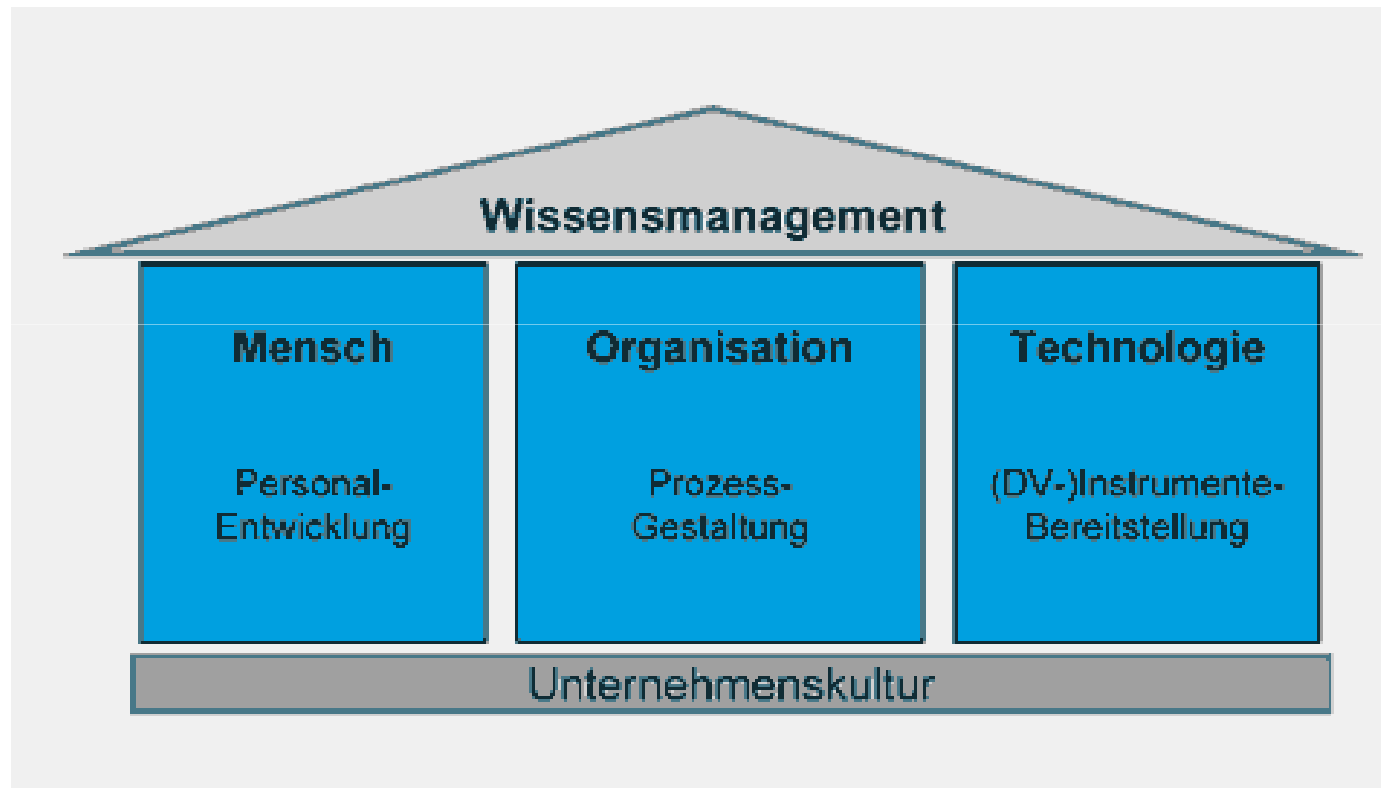 Wissensmanagement
Mensch
Organisation
Technologie
Personal-
Entwicklung
Prozess-
Gestaltung
(DV-)Instrumente-
Bereitstellung
Unternehmenskultur